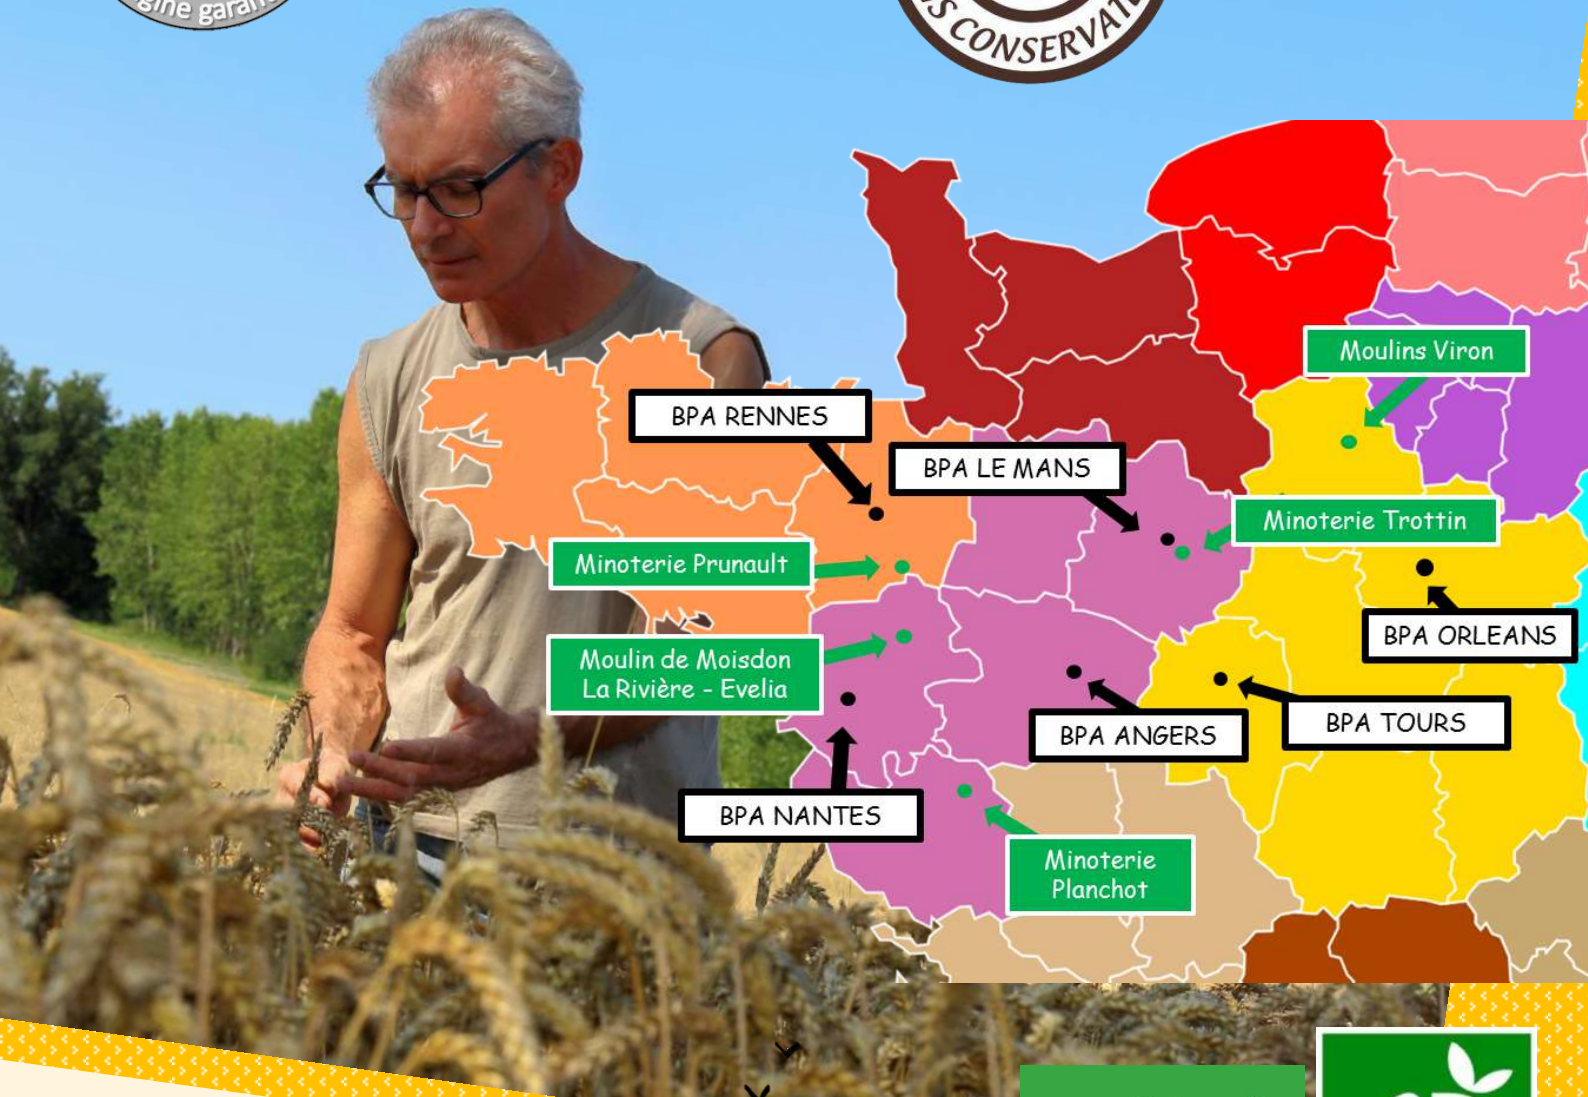 CONSERVAT
Moulins Viron
BPA RENNES
BPA LE MANS
Minoterie Trottin
Minoterie Prunault
BPA ORLEANS
Moulin de Moisdon
La Rivière - Evelia
BPA TOURS
BPA ANGERS
BPA NANTES
Minoterie
Planchot